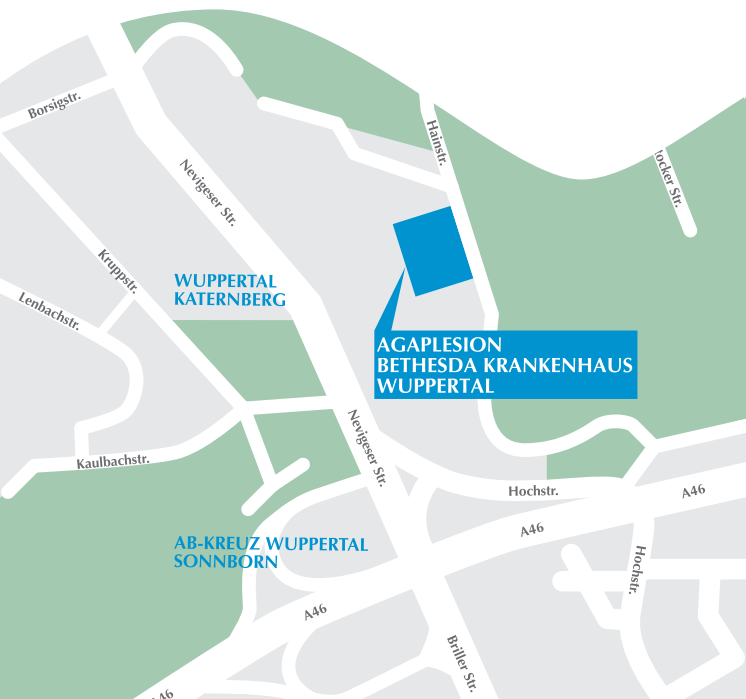 Borsigstr.
Hainstr.
Nevigeser Str.
ocker Str.
Kruppstr.
WUPPERTAL
KATERNBERG
Lenbachstr.
AGAPLESION
BETHESDA KRANKENHAUS
WUPPERTAL
Nevigeser Str.
Kaulbachstr.
Hochstr.
A46
A46
AB-KREUZ WUPPERTAL
SONNBORN
Hochstr.
A46
Briller Str.
A46